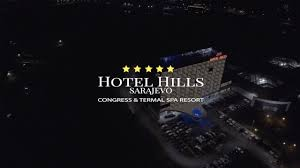 HOTEL HILLS
SARAJEVO
CONGRESS & TERMAL SPA RESORT